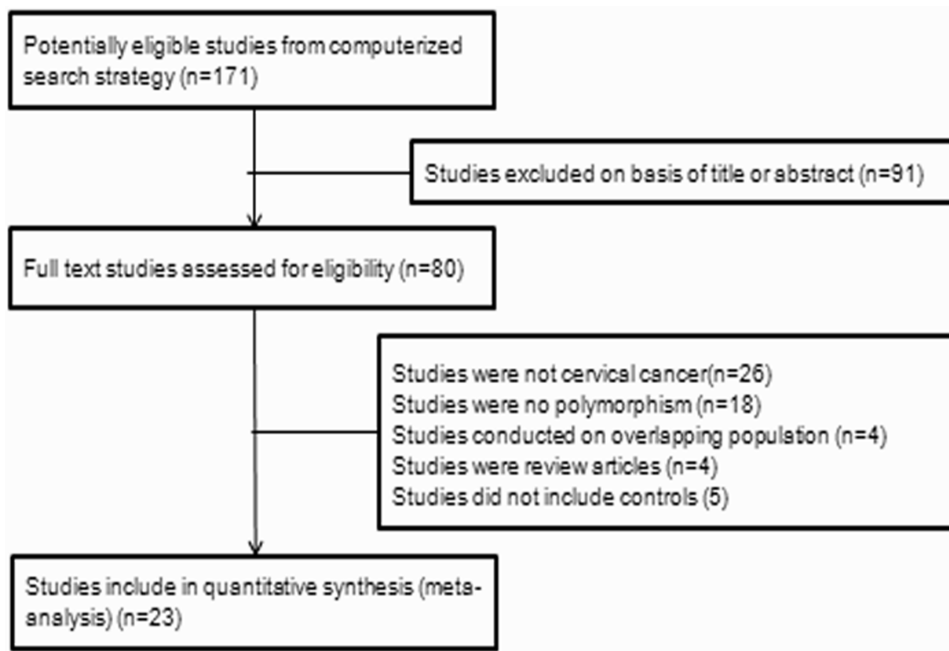 Potentially eligible studies from computerized
search strategy (n=171)
Studies excluded on basis of title or abstract (n=91)
Full text studies assessed for eligibility (n=80)
Studies were not cervical cancer(n=26)
Studies were no polymorphism (n=18)
Studies conducted on overlapping population (n=4)
Studies were review articles (n=4)
Studies did not include controls (5)
Studies include in quantitative synthesis (meta-
analysis) (n=23)